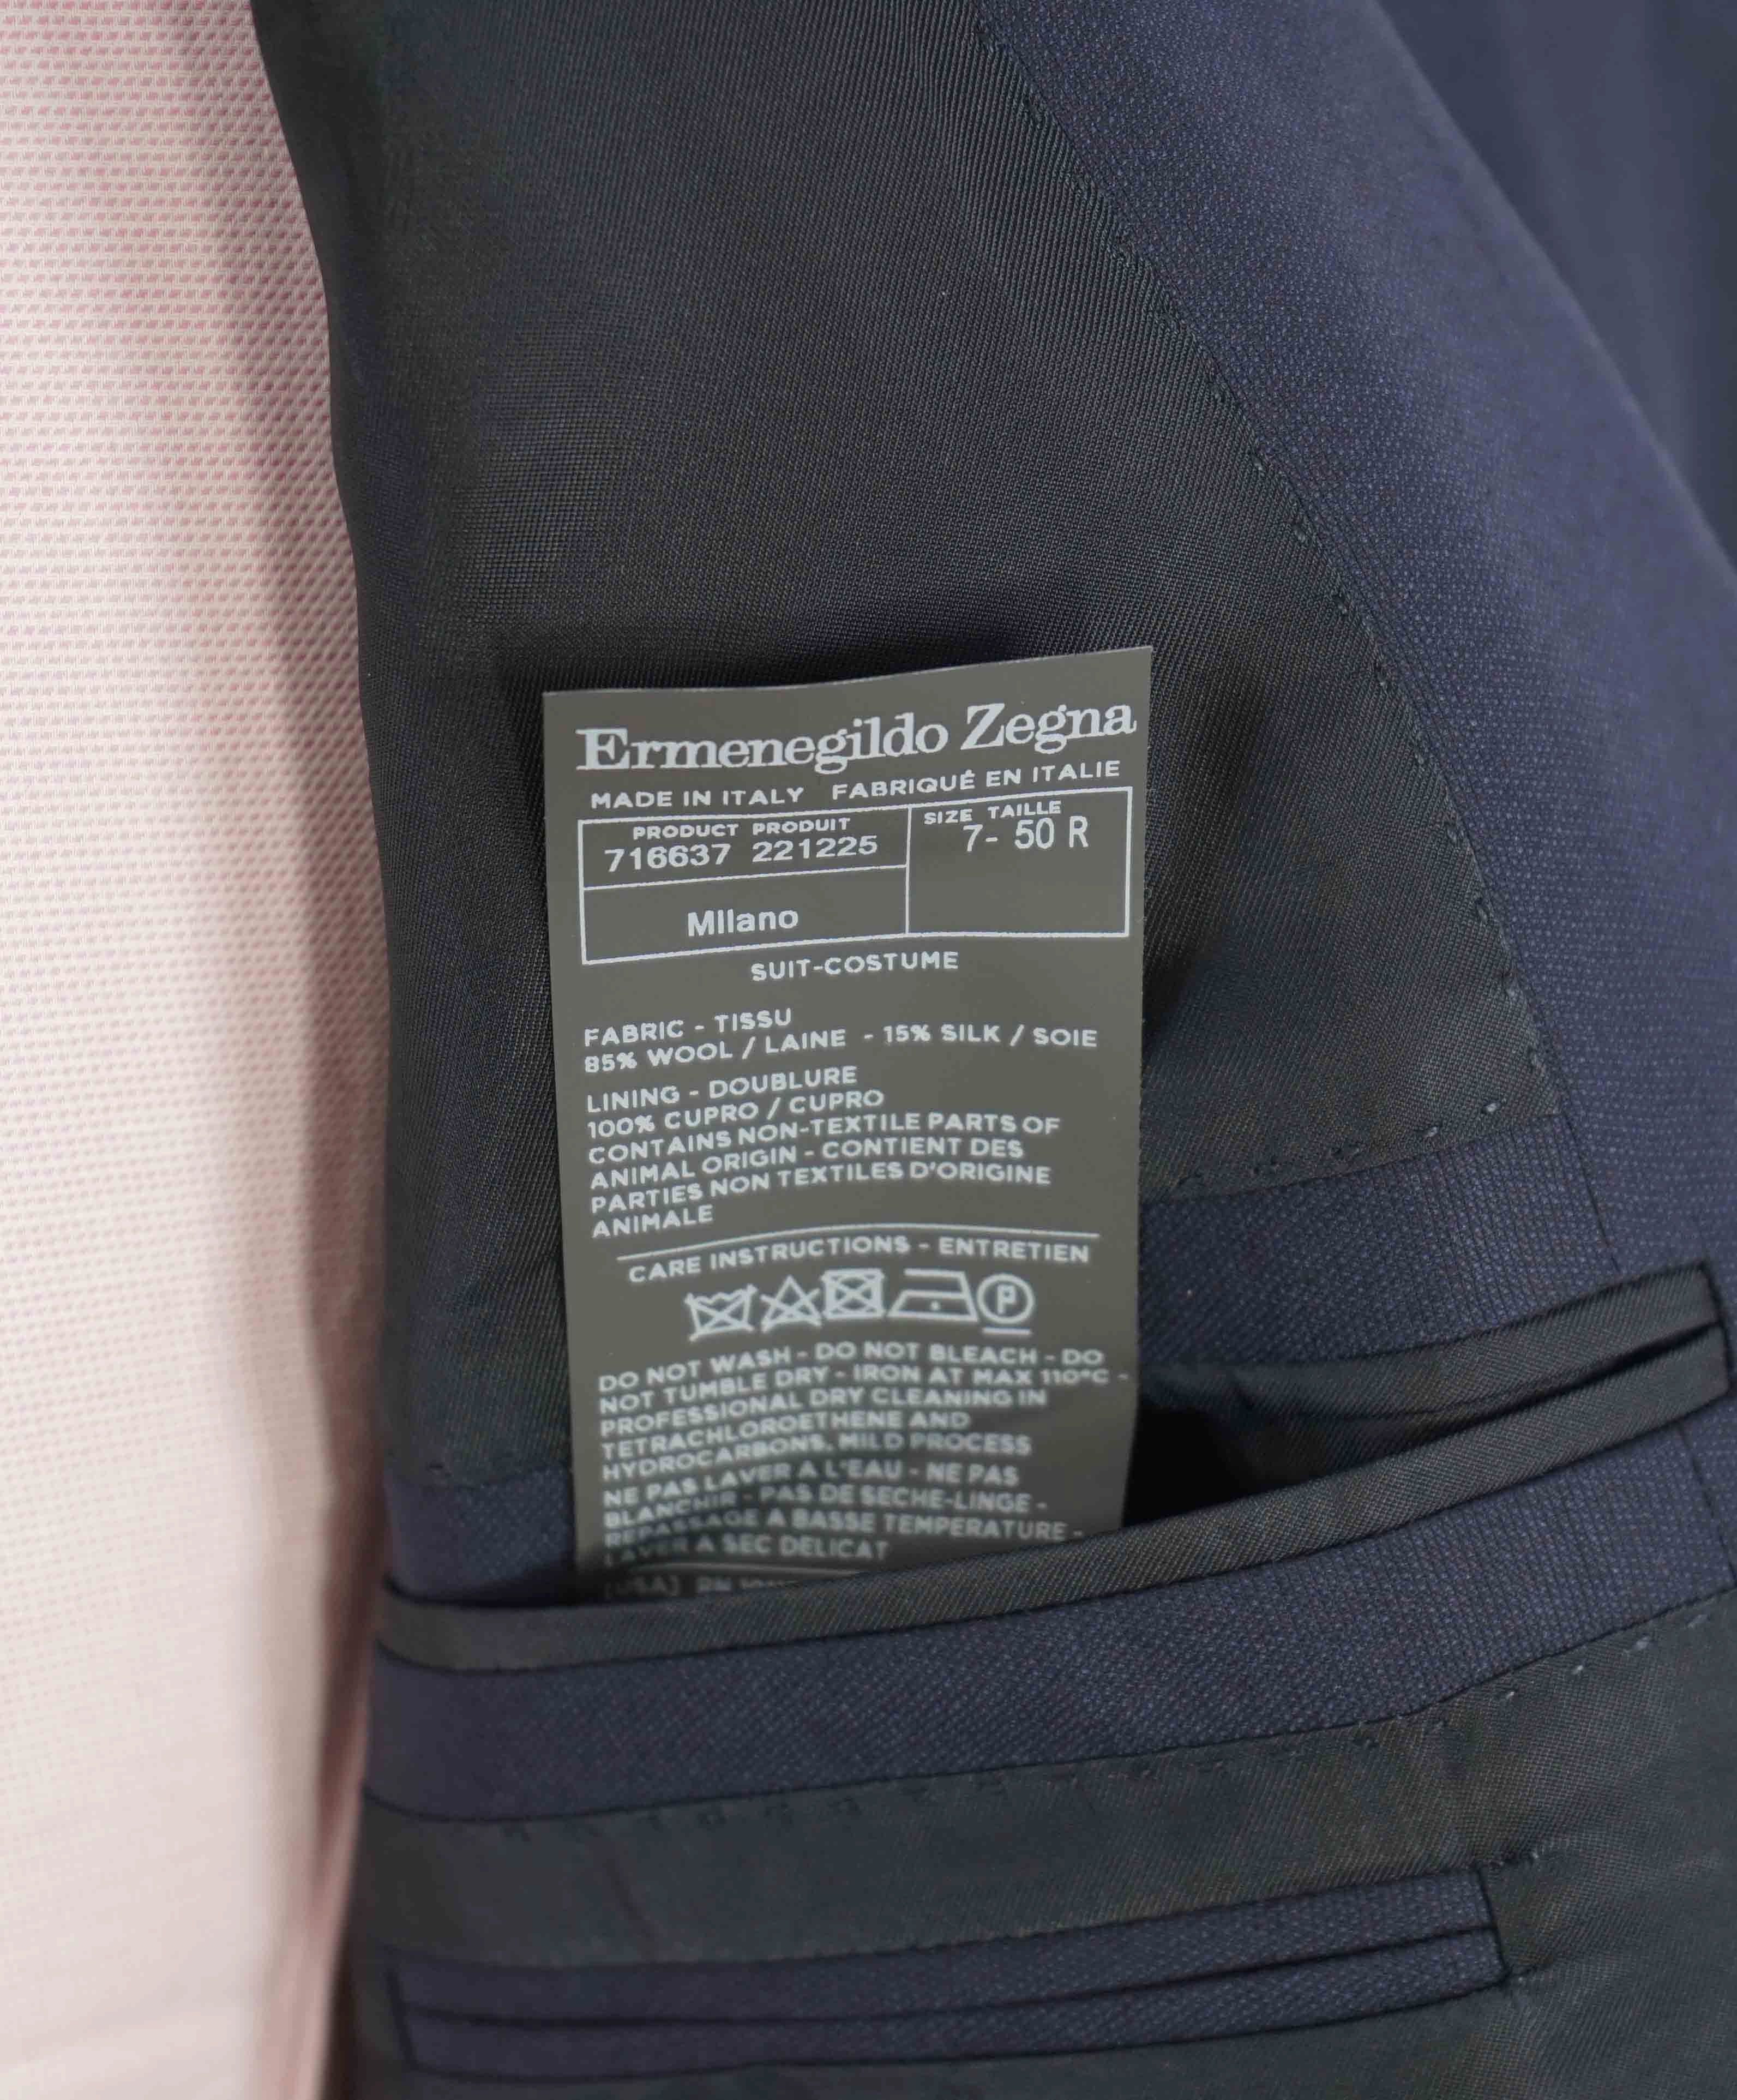 Ermenegildo Zegna
MADE IN ITALY FABRIQUÉ EN ITALIE
PRODUCT PRODUIT
716637 221225
SIZE TAILLE
7- 50 R
Milano
SUIT-COSTUME
FABRIC - TISSU
85% WOOL / LAINE - 15% SILK / SOIE
LINING - DOUBLURE
100% CUPRO / CUPRO
CONTAINS NON-TEXTILE PARTS OF
ANIMAL ORIGIN - CONTIENT DES
PARTIES NON TEXTILES D'ORIGINE
ANIMALE
CARE INSTRUCTIONS - ENTRETIEN
P
DO NOT WASH - DO NOT BLEACH - DO
NOT TUMBLE DRY - IRON AT MAX 110°C -
PROFESSIONAL DRY CLEANING IN
TETRACHLOROETHENE AND
HYDROCARBONS, MILD PROCESS
NE PAS LAVER A L'EAU - NE PAS
BLANCHIR - PAS DE SECHE-LINGE -
REPASSAGE A BASSE TEMPERATURE -
LAVER A SEC DELICAT
[USA] RN